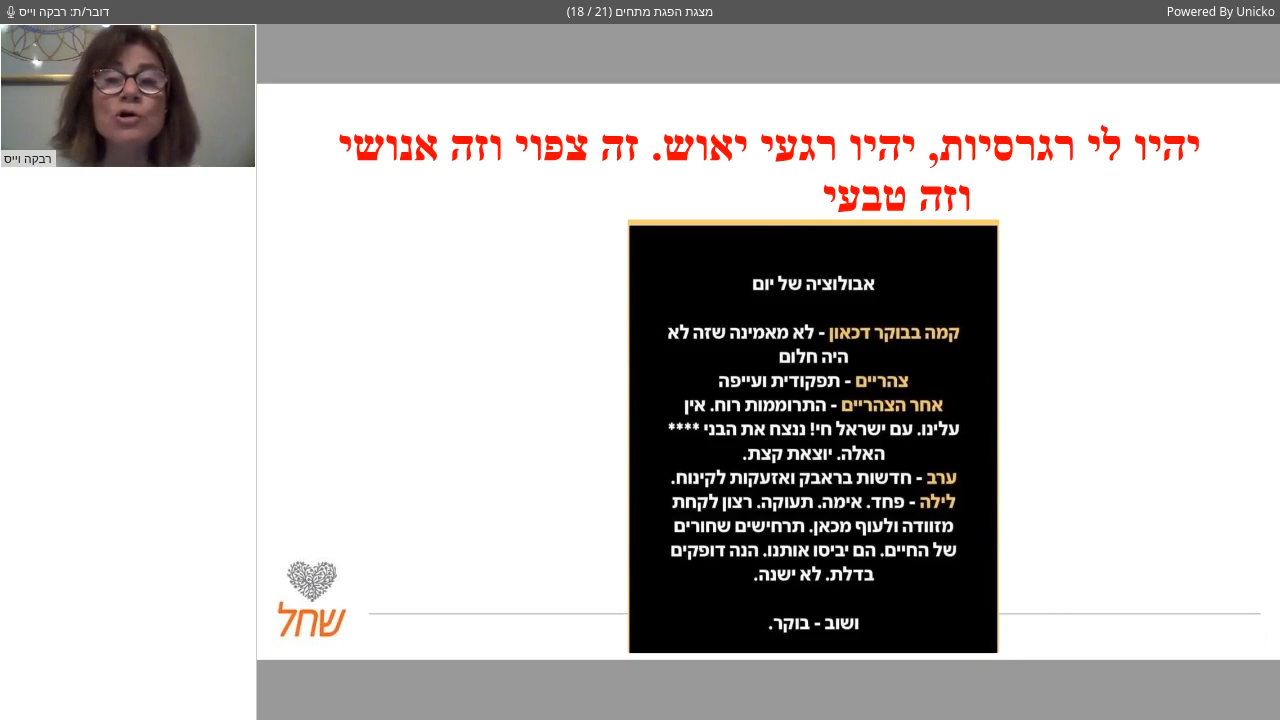 דובר/ת: רבקה וייס
מצגת הפגת מתחים (21 / 18)
Powered By Unicko
רבקה וייס
יהיו לי רגרסיות, יהיו רגעי יאוש. זה צפוי וזה אנושי
וזה טבעי
אבולוציה של יום
קמה בבוקר דכאון - לא מאמינה שזה לא
היה חלום
צהריים - תפקודית ועייפה
אחר הצהריים - התרוממות רוח. אין
עלינו. עם ישראל חי! ננצח את הבני ****
האלה. יוצאת קצת.
ערב - חדשות בראבק ואזעקות לקינוח.
לילה - פחד. אימה. תעוקה. רצון לקחת
מזוודה ולעוף מכאן. תרחישים שחורים
של החיים. הם יביסו אותנו. הנה דופקים
בדלת. לא ישנה.
ושוב - בוקר.
שחל